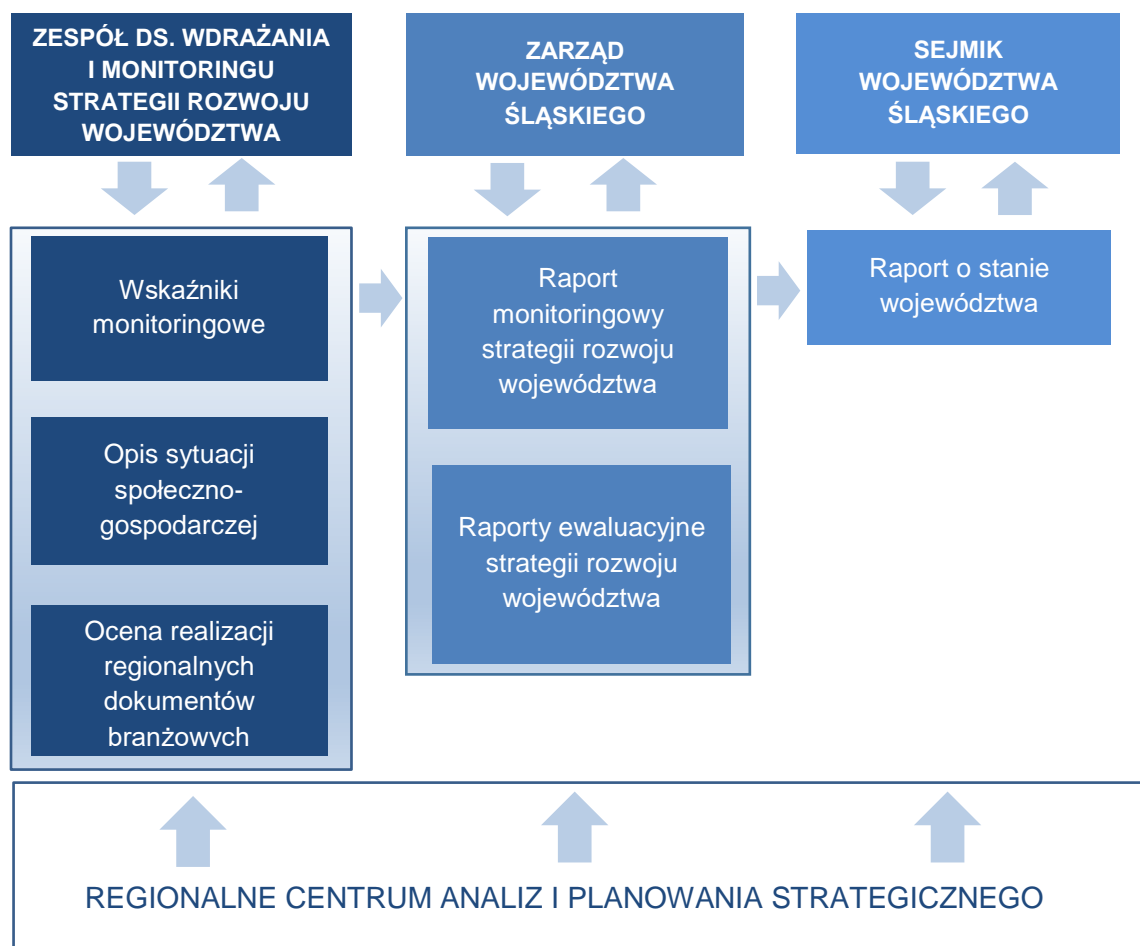 ZESPÓŁ DS. WDRAŻANIA
I MONITORINGU
STRATEGII ROZWOJU
WOJEWÓDZTWA
ZARZĄD
WOJEWÓDZTWA
ŚLĄSKIEGO
SEJMIK
WOJEWÓDZTWA
ŚLĄSKIEGO
Wskaźniki
monitoringowe
Opis sytuacji
społeczno-
gospodarczej
Ocena realizacji
regionalnych
dokumentów
branżowych
Raport
monitoringowy
strategii rozwoju
województwa
Raporty ewaluacyjne
strategii rozwoju
województwa
Raport o stanie
województwa
REGIONALNE CENTRUM ANALIZ I PLANOWANIA STRATEGICZNEGO